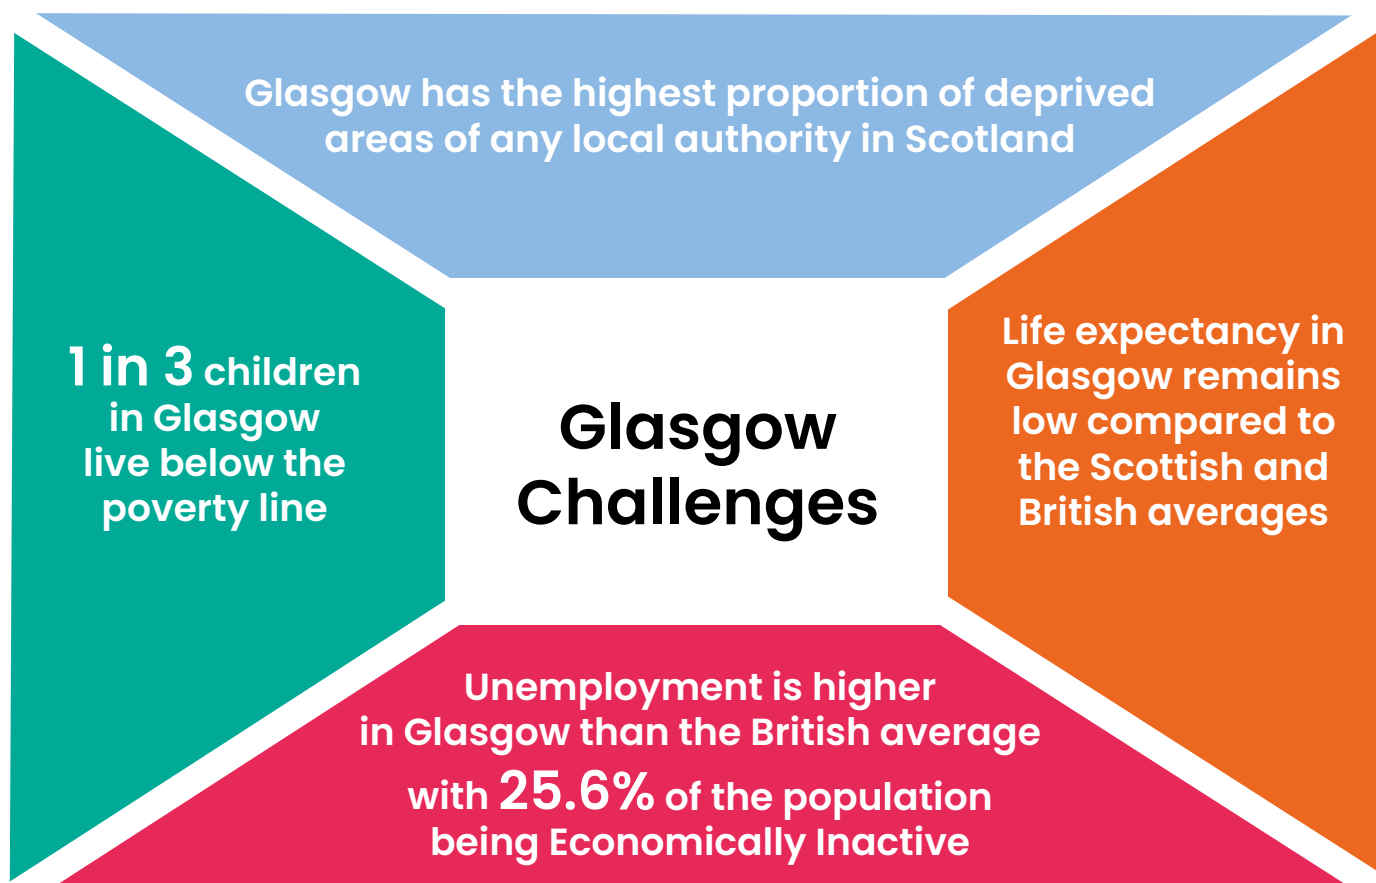 Glasgow has the highest proportion of deprived
areas of any local authority in Scotland
1 in 3 children
in Glasgow
live below the
poverty line
Glasgow
Challenges
Life expectancy in
Glasgow remains
low compared to
the Scottish and
British averages
Unemployment is higher
in Glasgow than the British average
with 25.6% of the population
being Economically Inactive